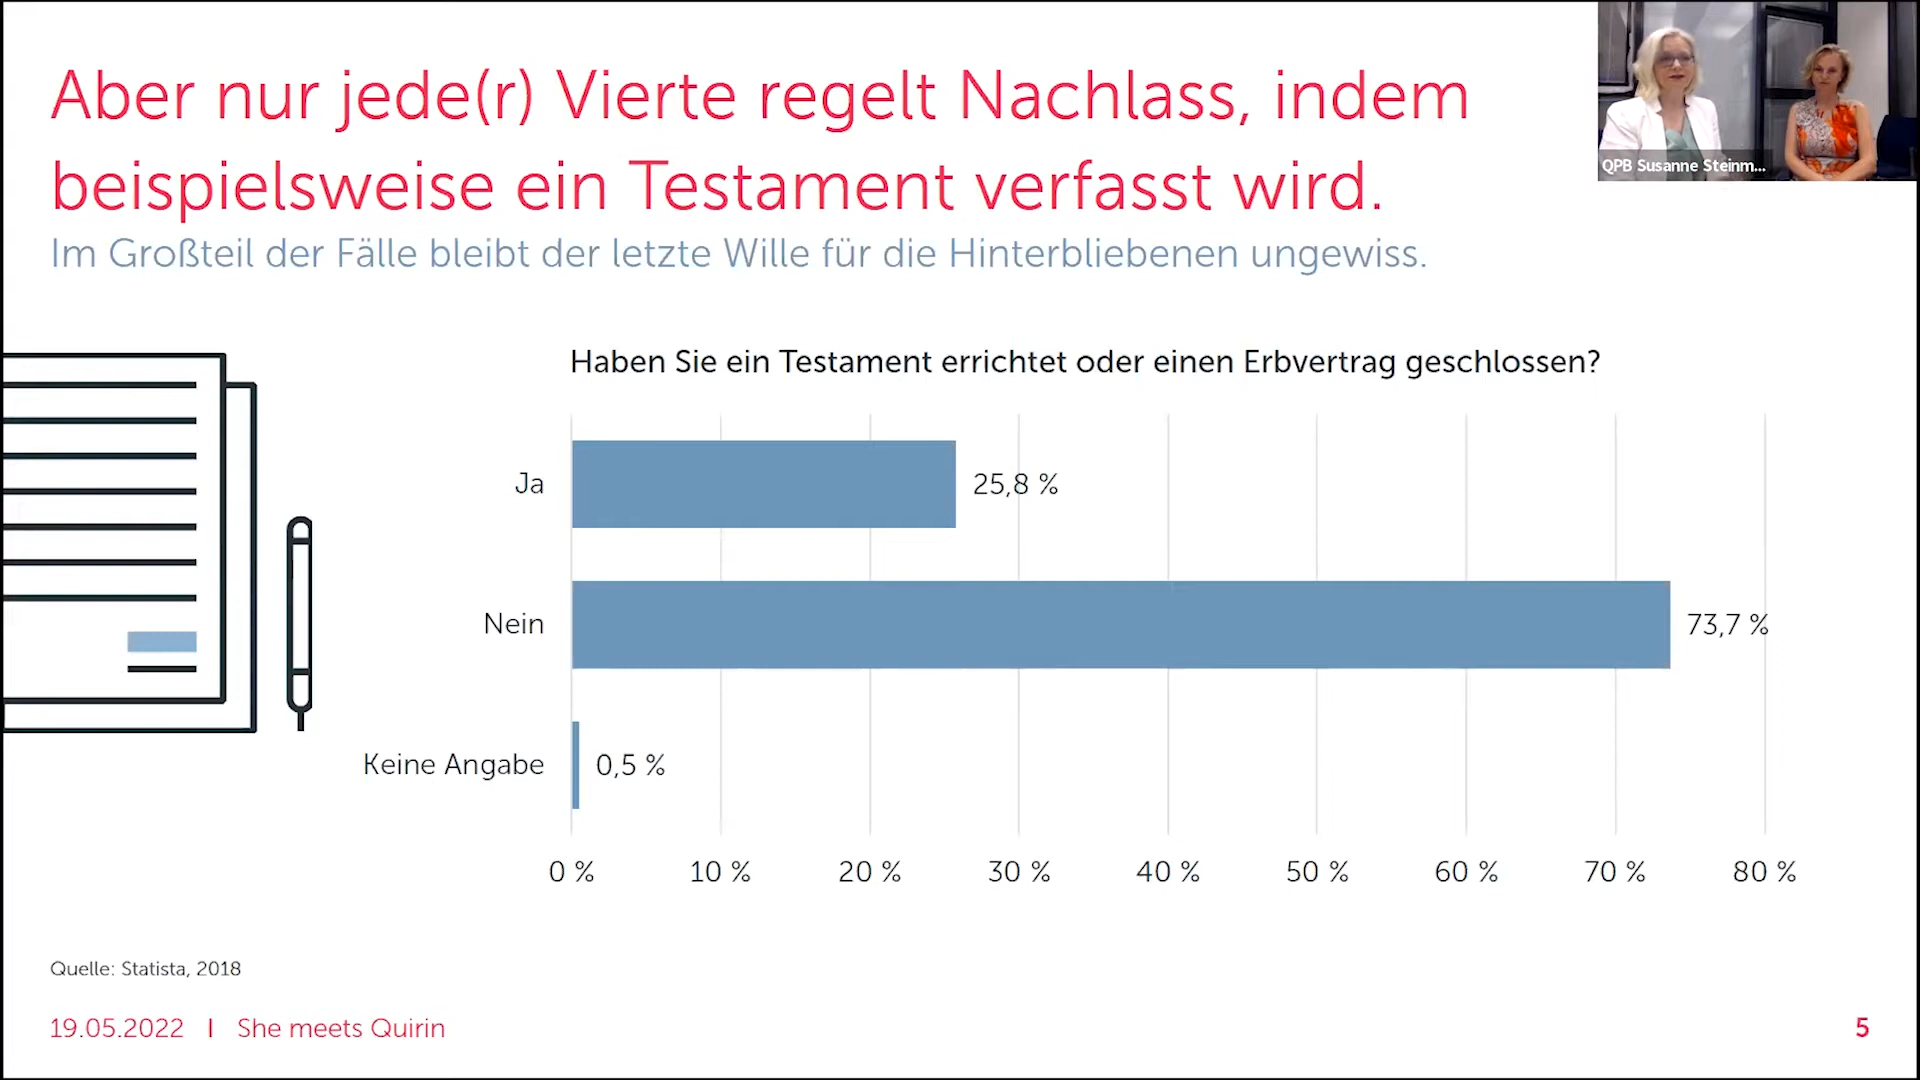 Aber nur jede(r) Vierte regelt Nachlass, indem
beispielsweise ein Testament verfasst wird.
Im Großteil der Fälle bleibt der letzte Wille für die Hinterbliebenen ungewiss.
QPB Susanne Steinm...
Haben Sie ein Testament errichtet oder einen Erbvertrag geschlossen?
Ja 25,8 %
Nein 73,7 %
Keine Angabe 0,5 %
0 % 10 % 20 % 30 % 40 % 50 % 60 % 70 % 80 %
Quelle: Statista, 2018
19.05.2022 I She meets Quirin
5